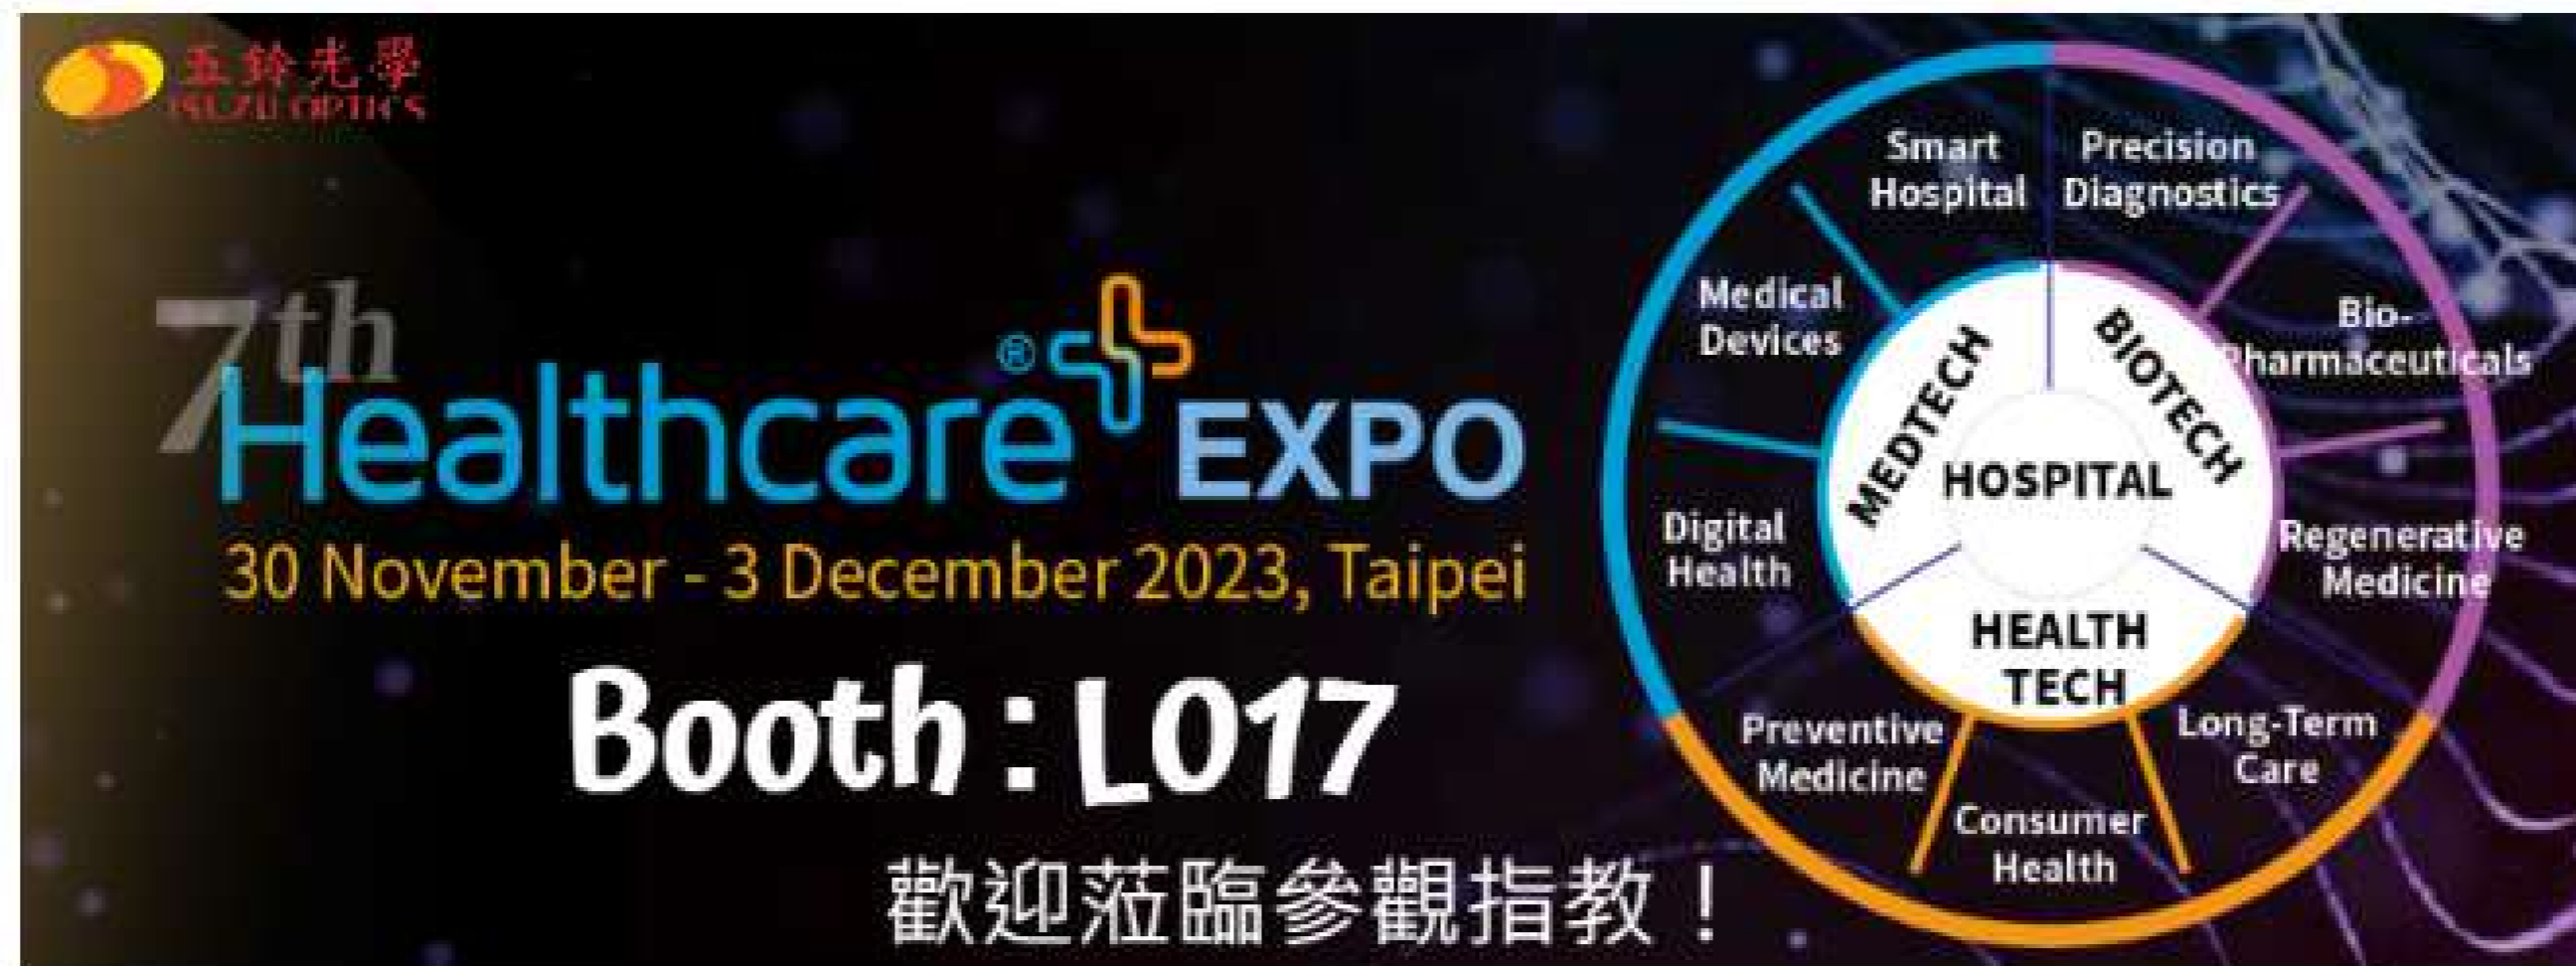 五鈴光學
ISUZU OPTICS
7th
Healthcare+ EXPO
®
30 November - 3 December 2023, Taipei
Booth : L017
歡迎蒞臨參觀指教！
Smart
Hospital
Precision
Diagnostics
Medical
Devices
Bio-
Pharmaceuticals
Digital
Health
Regenerative
Medicine
Preventive
Medicine
Consumer
Health
Long-Term
Care
MEDTECH
BIOTECH
HOSPITAL
HEALTH
TECH